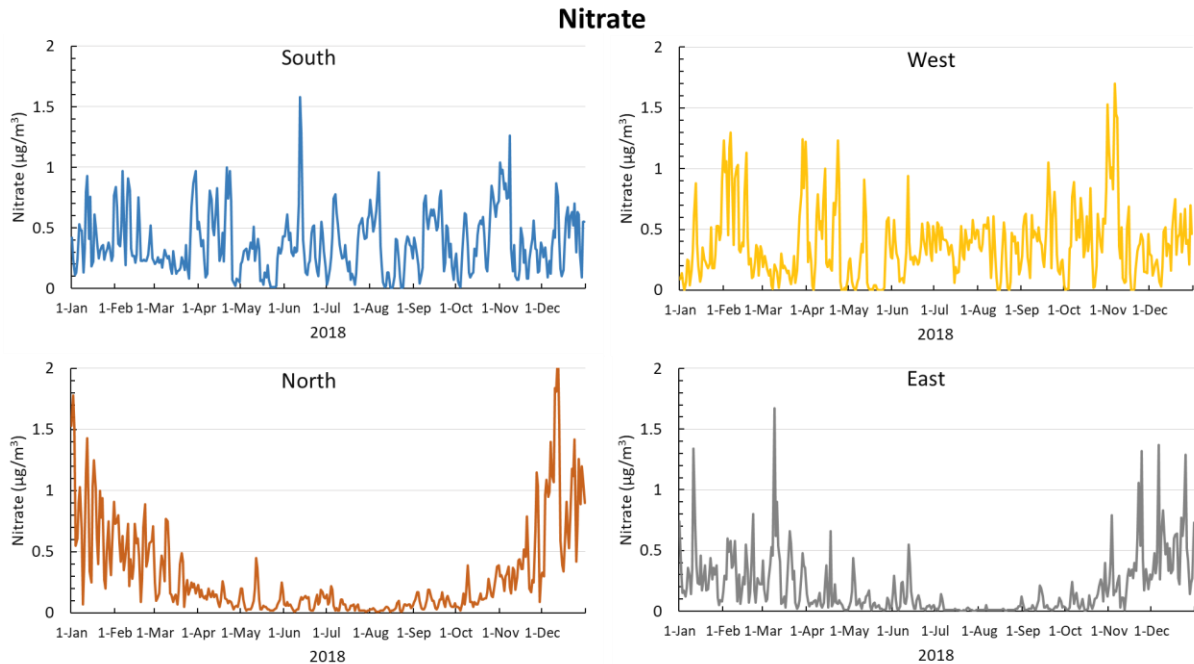 Nitrate
South
Nitrate (µg/m³)
2
1.5
1
0.5
0
1-Jan 1-Feb 1-Mar 1-Apr 1-May 1-Jun 1-Jul 1-Aug 1-Sep 1-Oct 1-Nov 1-Dec
2018
West
Nitrate (µg/m³)
2
1.5
1
0.5
0
1-Jan 1-Feb 1-Mar 1-Apr 1-May 1-Jun 1-Jul 1-Aug 1-Sep 1-Oct 1-Nov 1-Dec
2018
North
Nitrate (µg/m³)
2
1.5
1
0.5
0
1-Jan 1-Feb 1-Mar 1-Apr 1-May 1-Jun 1-Jul 1-Aug 1-Sep 1-Oct 1-Nov 1-Dec
2018
East
Nitrate (µg/m³)
2
1.5
1
0.5
0
1-Jan 1-Feb 1-Mar 1-Apr 1-May 1-Jun 1-Jul 1-Aug 1-Sep 1-Oct 1-Nov 1-Dec
2018